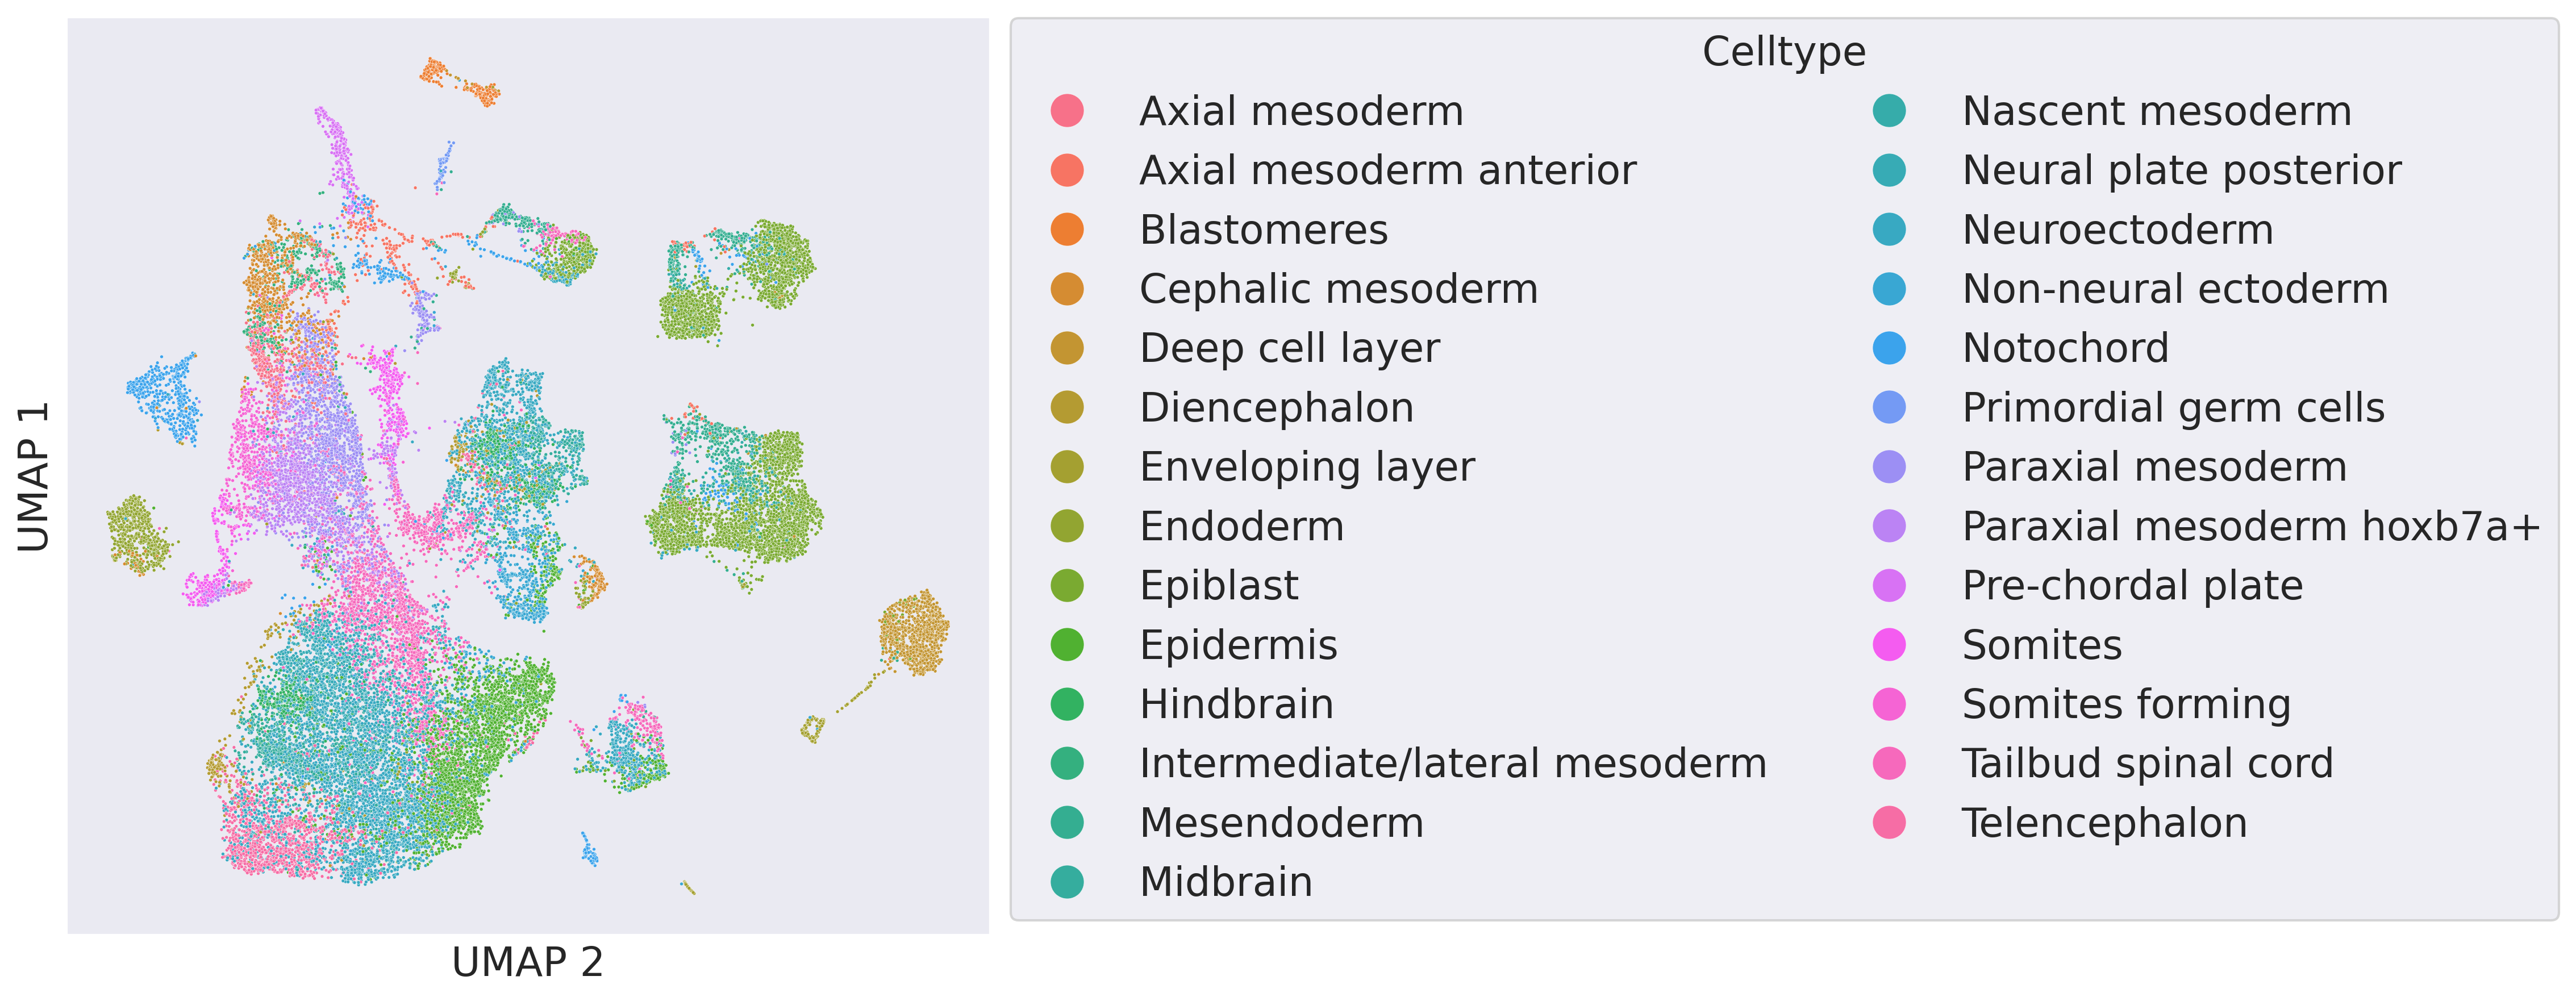 UMAP 1
UMAP 2
Celltype
Axial mesoderm
Axial mesoderm anterior
Blastomeres
Cephalic mesoderm
Deep cell layer
Diencephalon
Enveloping layer
Endoderm
Epiblast
Epidermis
Hindbrain
Intermediate/lateral mesoderm
Mesendoderm
Midbrain
Nascent mesoderm
Neural plate posterior
Neuroectoderm
Non-neural ectoderm
Notochord
Primordial germ cells
Paraxial mesoderm
Paraxial mesoderm hoxb7a+
Pre-chordal plate
Somites
Somites forming
Tailbud spinal cord
Telencephalon